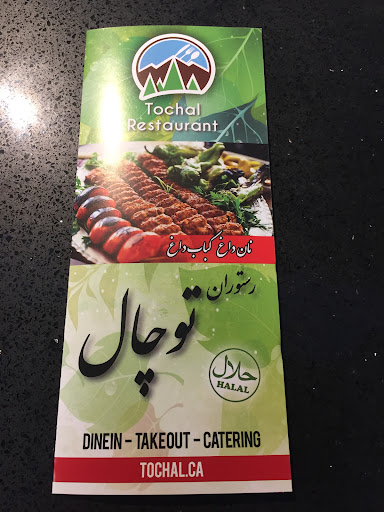 Tochal
Restaurant
نان داغ کباب داغ
رستوران
توچال
حلال
HALAL
DINEIN - TAKEOUT - CATERING
TOCHAL.CA